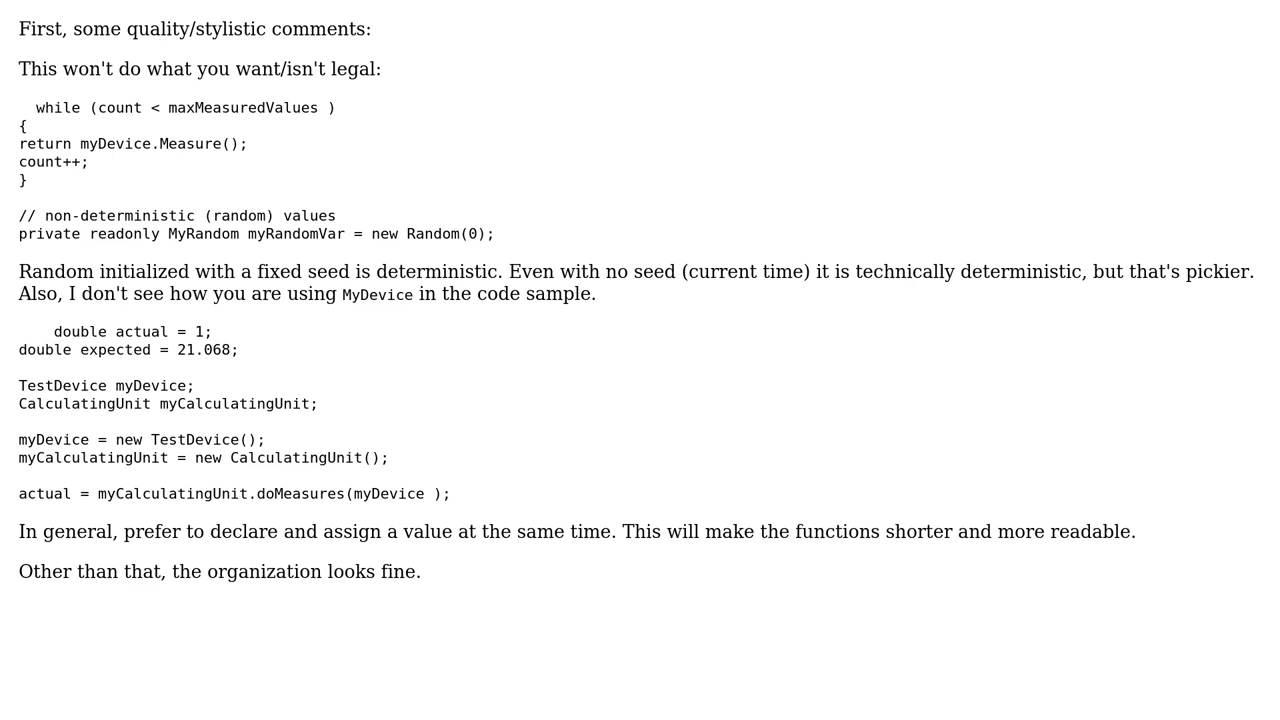 First, some quality/stylistic comments:
This won't do what you want/isn't legal:
  while (count < maxMeasuredValues )
{
return myDevice.Measure();
count++;
}
// non-deterministic (random) values
private readonly MyRandom myRandomVar = new Random(0);
Random initialized with a fixed seed is deterministic. Even with no seed (current time) it is technically deterministic, but that's pickier.
Also, I don't see how you are using MyDevice in the code sample.
    double actual = 1;
double expected = 21.068;
TestDevice myDevice;
CalculatingUnit myCalculatingUnit;
myDevice = new TestDevice();
myCalculatingUnit = new CalculatingUnit();
actual = myCalculatingUnit.doMeasures(myDevice );
In general, prefer to declare and assign a value at the same time. This will make the functions shorter and more readable.
Other than that, the organization looks fine.